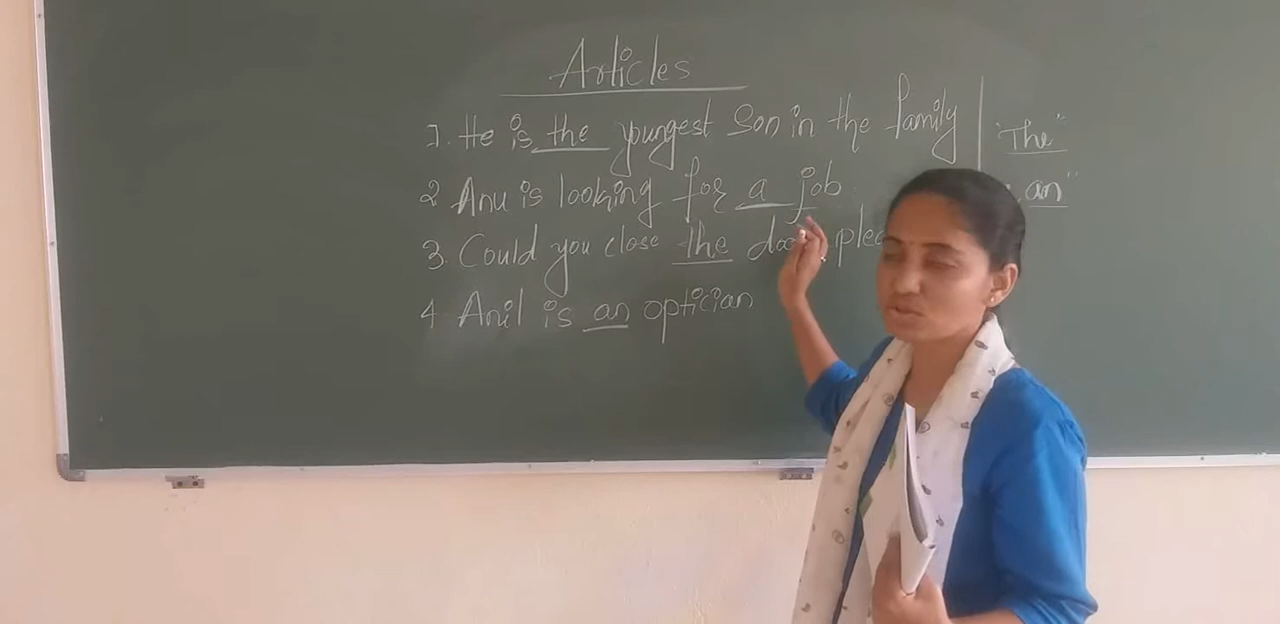 Articles
1. He is the youngest Son in the family
2 Anu is looking for a job
3. Could you close the
4 Anil is an optician
"The"
an"